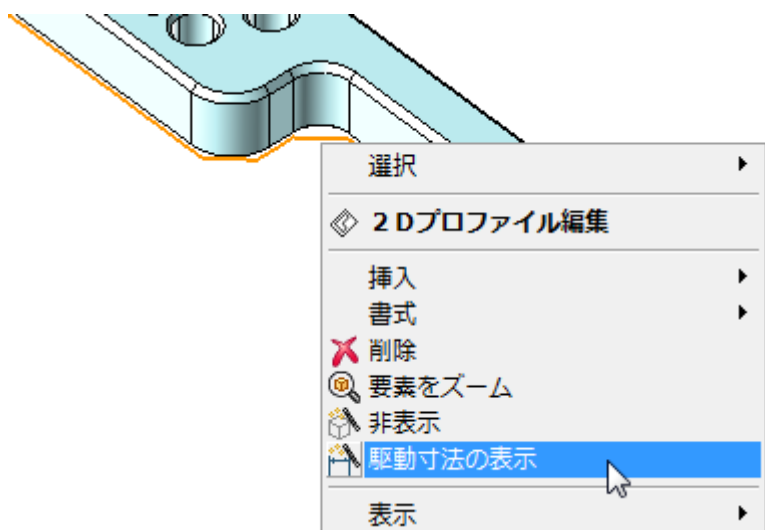 選択
２Dプロファイル編集
挿入
書式
削除
要素をズーム
非表示
駆動寸法の表示
表示